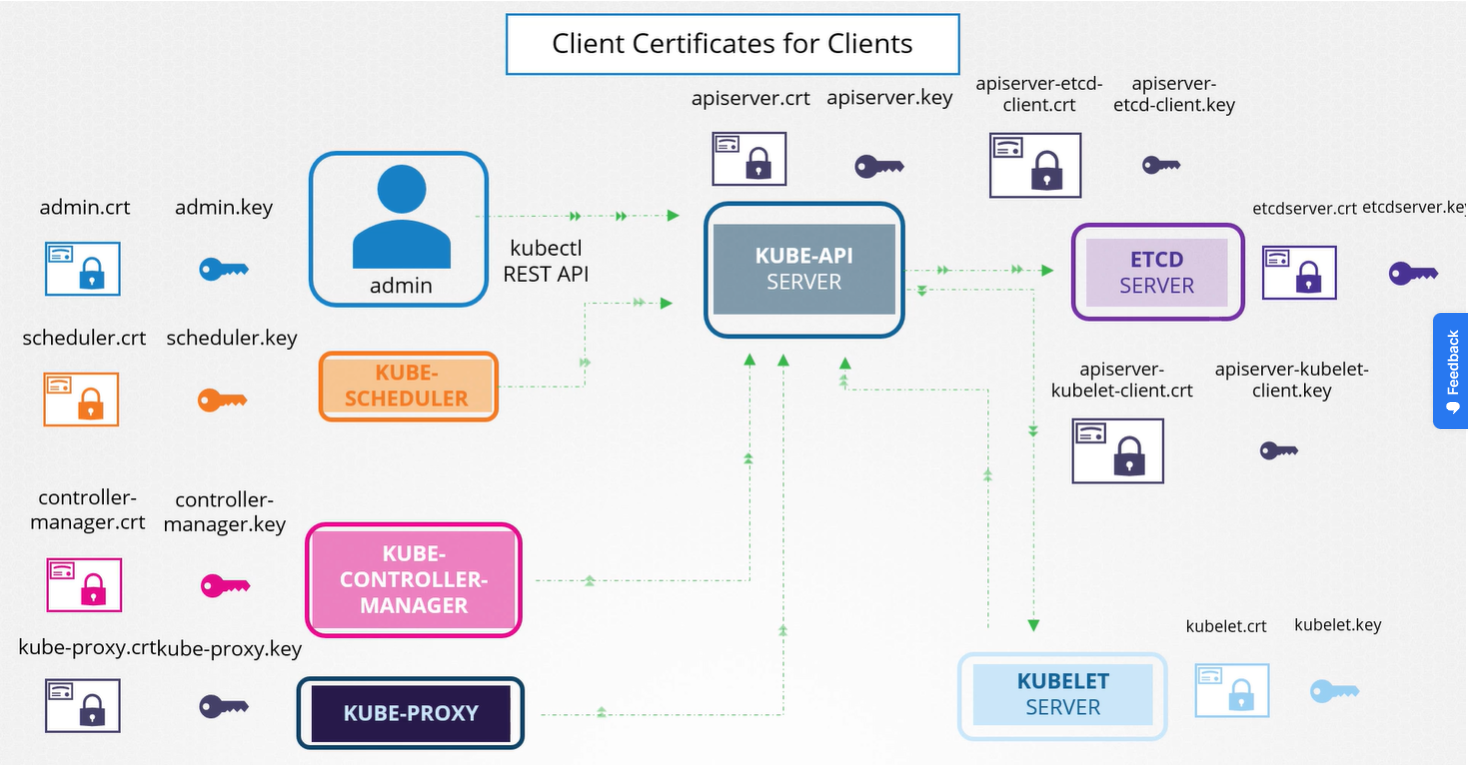 Client Certificates for Clients
apiserver.crt
apiserver.key
apiserver-etcd-
client.crt
apiserver-
etcd-client.key
admin.crt
admin.key
admin
kubectl
REST API
KUBE-API
SERVER
ETCD
SERVER
etcdserver.crt
etcdserver.key
scheduler.crt
scheduler.key
KUBE-
SCHEDULER
apiserver-
kubelet-client.crt
apiserver-kubelet-
client.key
Feedback
controller-
manager.crt
controller-
manager.key
KUBE-
CONTROLLER-
MANAGER
kube-proxy.crt
kube-proxy.key
KUBE-PROXY
KUBELET
SERVER
kubelet.crt
kubelet.key